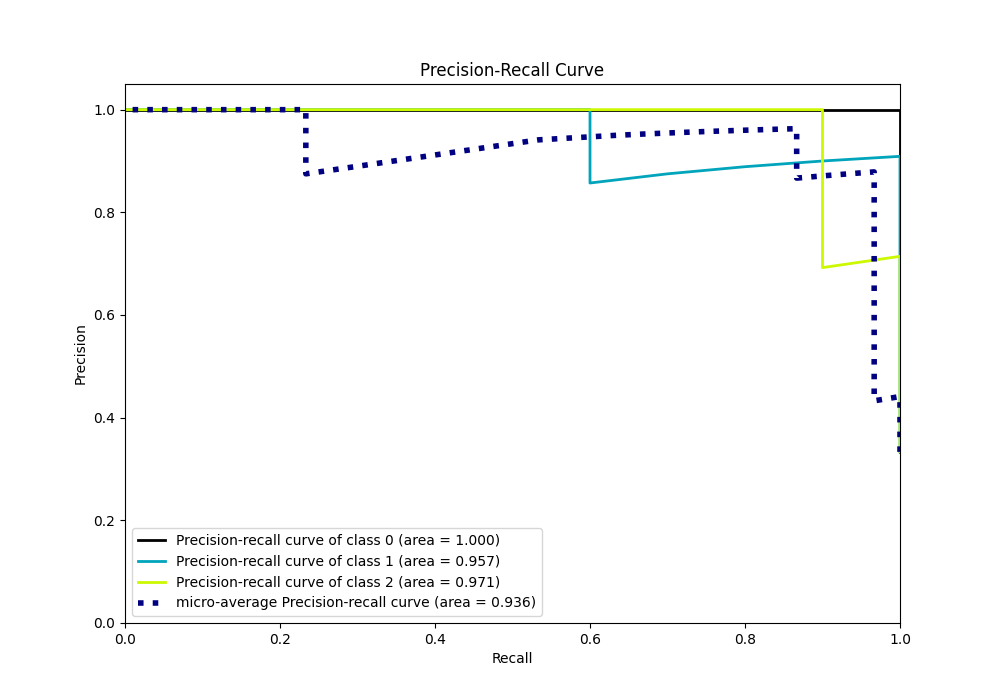 Precision-Recall Curve
1.0
0.8
0.6
0.4
0.2
0.0
Precision
Precision-recall curve of class 0 (area = 1.000)
Precision-recall curve of class 1 (area = 0.957)
Precision-recall curve of class 2 (area = 0.971)
micro-average Precision-recall curve (area = 0.936)
0.0 0.2 0.4 0.6 0.8 1.0
Recall